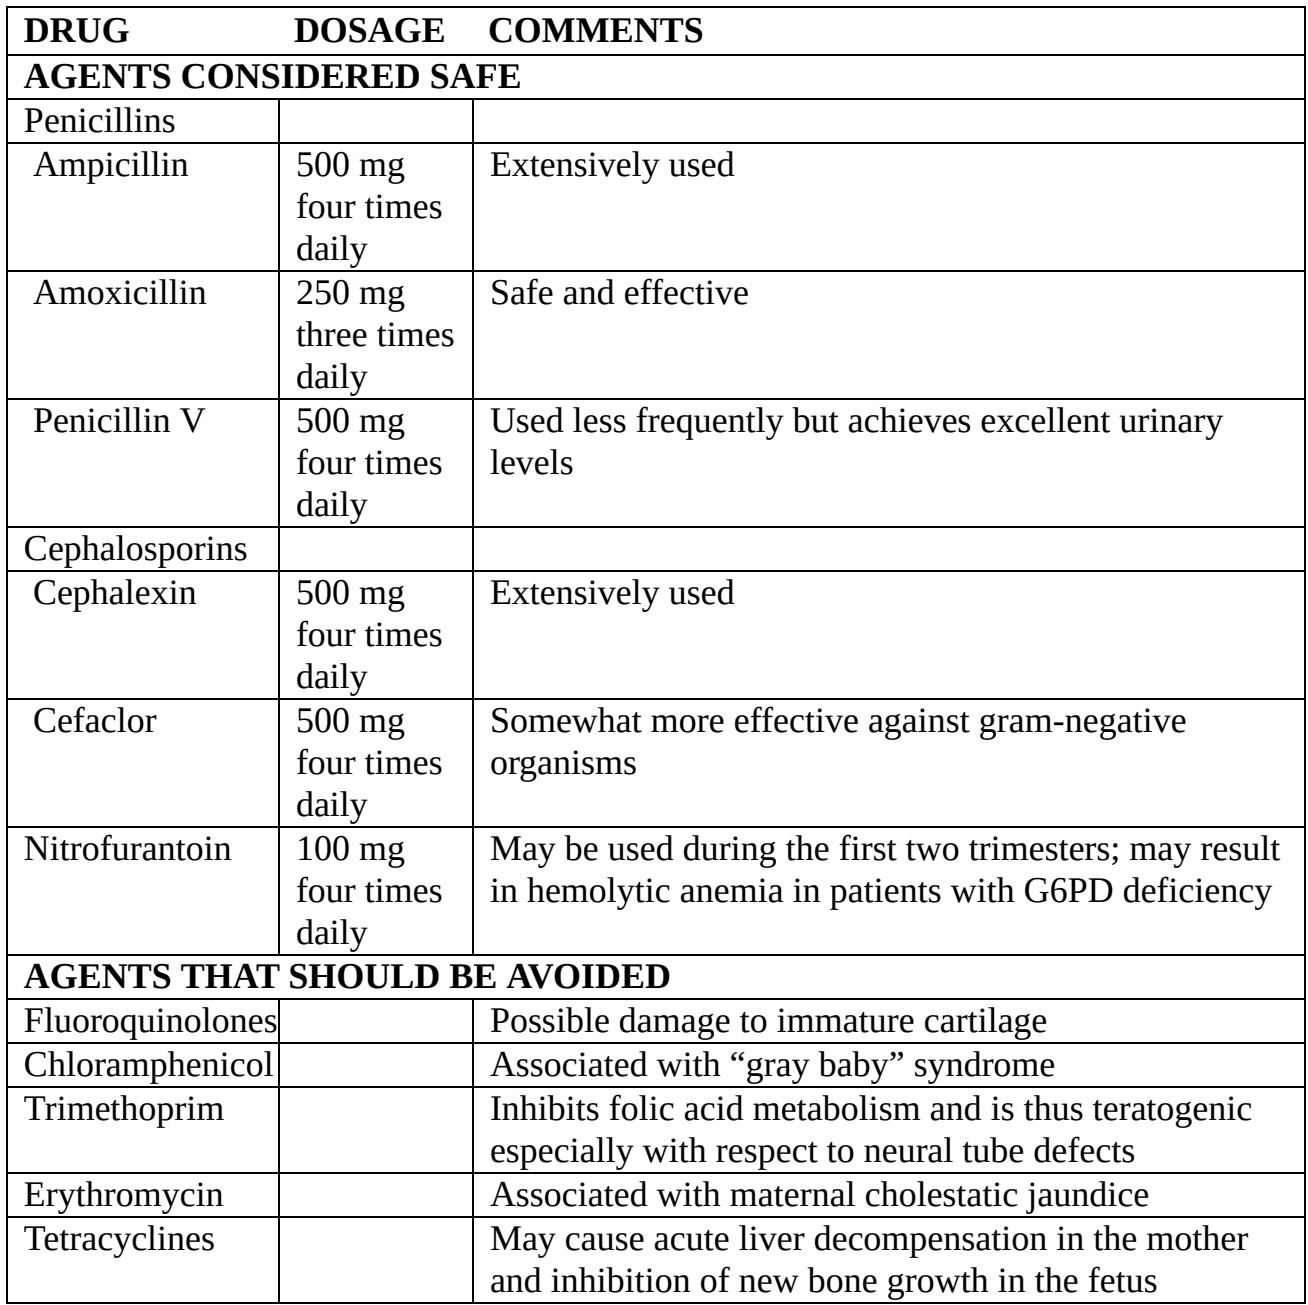 DRUG DOSAGE COMMENTS
AGENTS CONSIDERED SAFE
Penicillins
Ampicillin 500 mg Extensively used
four times
daily
Amoxicillin 250 mg Safe and effective
three times
daily
Penicillin V 500 mg Used less frequently but achieves excellent urinary
four times levels
daily
Cephalosporins
Cephalexin 500 mg Extensively used
four times
daily
Cefaclor 500 mg Somewhat more effective against gram-negative
four times organisms
daily
Nitrofurantoin 100 mg May be used during the first two trimesters; may result
four times in hemolytic anemia in patients with G6PD deficiency
daily
AGENTS THAT SHOULD BE AVOIDED
Fluoroquinolones Possible damage to immature cartilage
Chloramphenicol Associated with “gray baby” syndrome
Trimethoprim Inhibits folic acid metabolism and is thus teratogenic
especially with respect to neural tube defects
Erythromycin Associated with maternal cholestatic jaundice
Tetracyclines May cause acute liver decompensation in the mother
and inhibition of new bone growth in the fetus